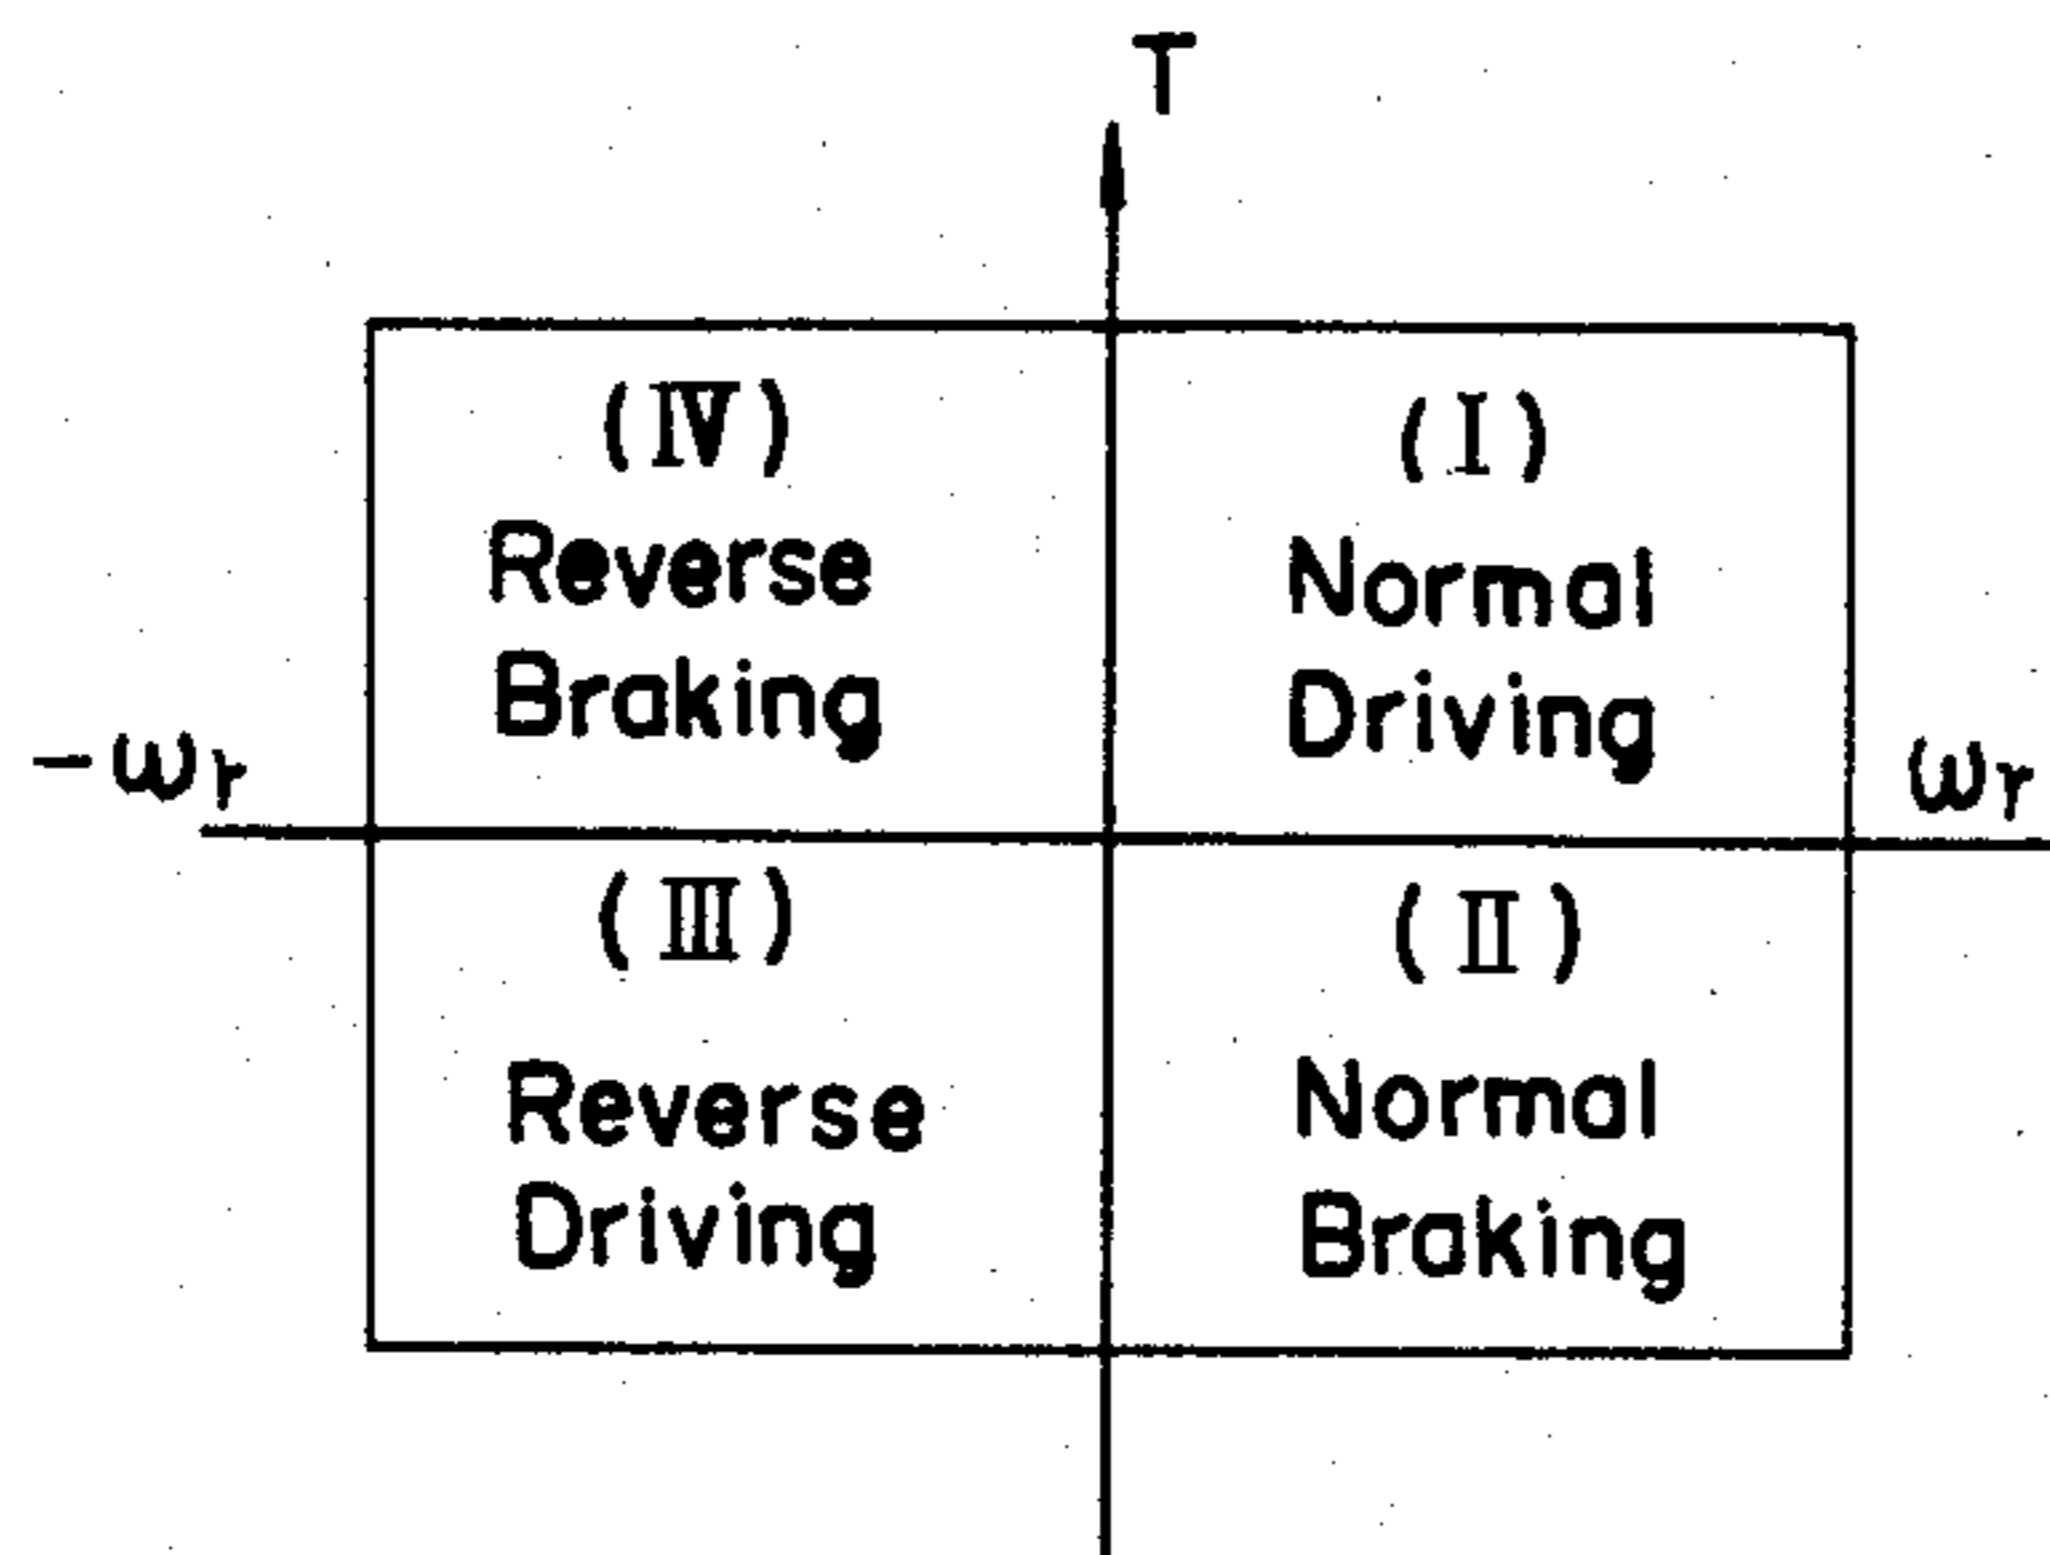 T
(IV)
Reverse
Braking
(I)
Normal
Driving
-ωr
ωr
(III)
Reverse
Driving
(II)
Normal
Braking